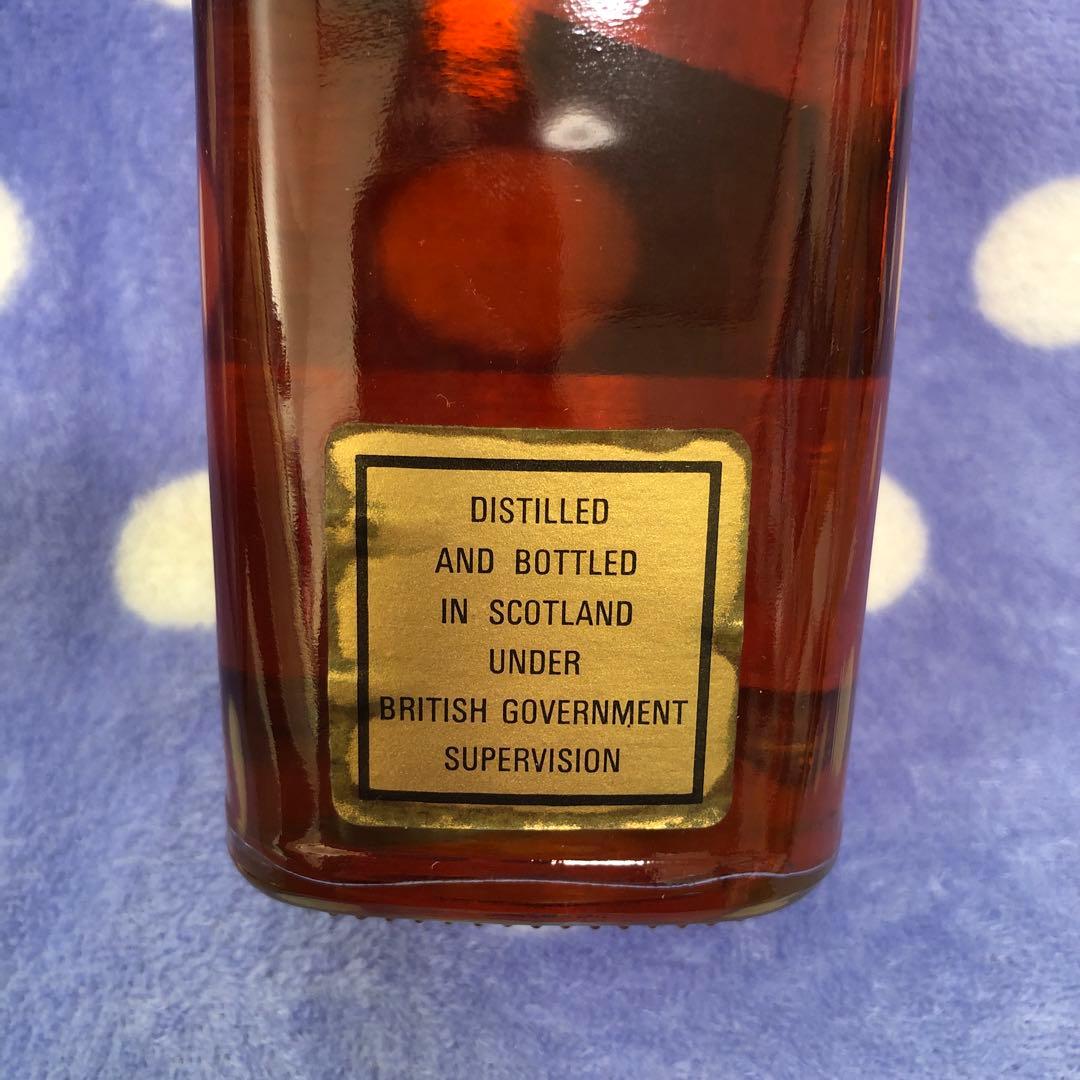 DISTILLED
AND BOTTLED
IN SCOTLAND
UNDER
BRITISH GOVERNMENT
SUPERVISION